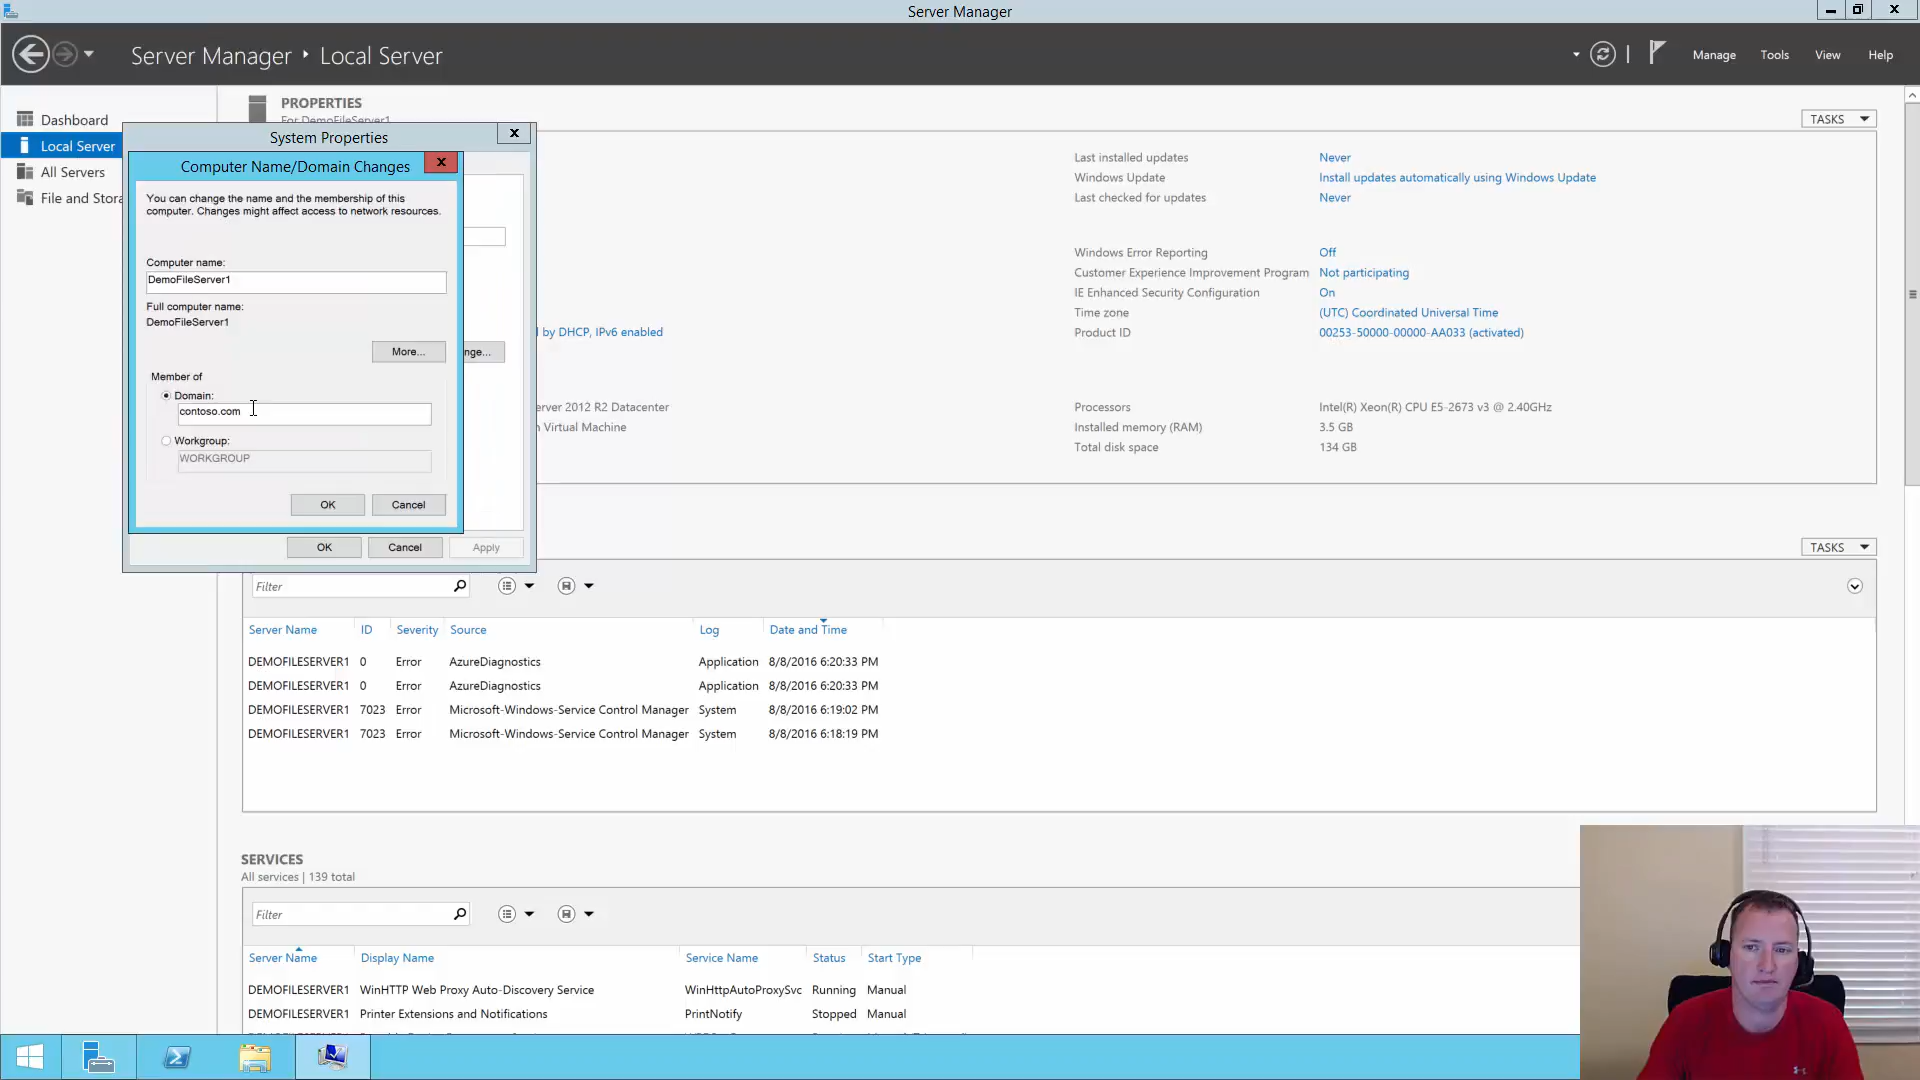 Server Manager
Server Manager ‣ Local Server
Manage Tools View Help
Dashboard
Local Server
All Servers
File and Stora
PROPERTIES
For DemoFileServer1
TASKS
System Properties
Computer Name/Domain Changes
You can change the name and the membership of this
computer. Changes might affect access to network resources.
Computer name:
DemoFileServer1
Full computer name:
DemoFileServer1
More...
nge...
Member of
Domain:
contoso.com
Workgroup:
WORKGROUP
OK Cancel
OK Cancel Apply
d by DHCP, IPv6 enabled
erver 2012 R2 Datacenter
n Virtual Machine
Last installed updates Never
Windows Update Install updates automatically using Windows Update
Last checked for updates Never
Windows Error Reporting Off
Customer Experience Improvement Program Not participating
IE Enhanced Security Configuration On
Time zone (UTC) Coordinated Universal Time
Product ID 00253-50000-00000-AA033 (activated)
Processors Intel(R) Xeon(R) CPU E5-2673 v3 @ 2.40GHz
Installed memory (RAM) 3.5 GB
Total disk space 134 GB
TASKS
Filter
Server Name ID Severity Source Log Date and Time
DEMOFILESERVER1 0 Error AzureDiagnostics Application 8/8/2016 6:20:33 PM
DEMOFILESERVER1 0 Error AzureDiagnostics Application 8/8/2016 6:20:33 PM
DEMOFILESERVER1 7023 Error Microsoft-Windows-Service Control Manager System 8/8/2016 6:19:02 PM
DEMOFILESERVER1 7023 Error Microsoft-Windows-Service Control Manager System 8/8/2016 6:18:19 PM
SERVICES
All services | 139 total
Filter
Server Name Display Name Service Name Status Start Type
DEMOFILESERVER1 WinHTTP Web Proxy Auto-Discovery Service WinHttpAutoProxySvc Running Manual
DEMOFILESERVER1 Printer Extensions and Notifications PrintNotify Stopped Manual